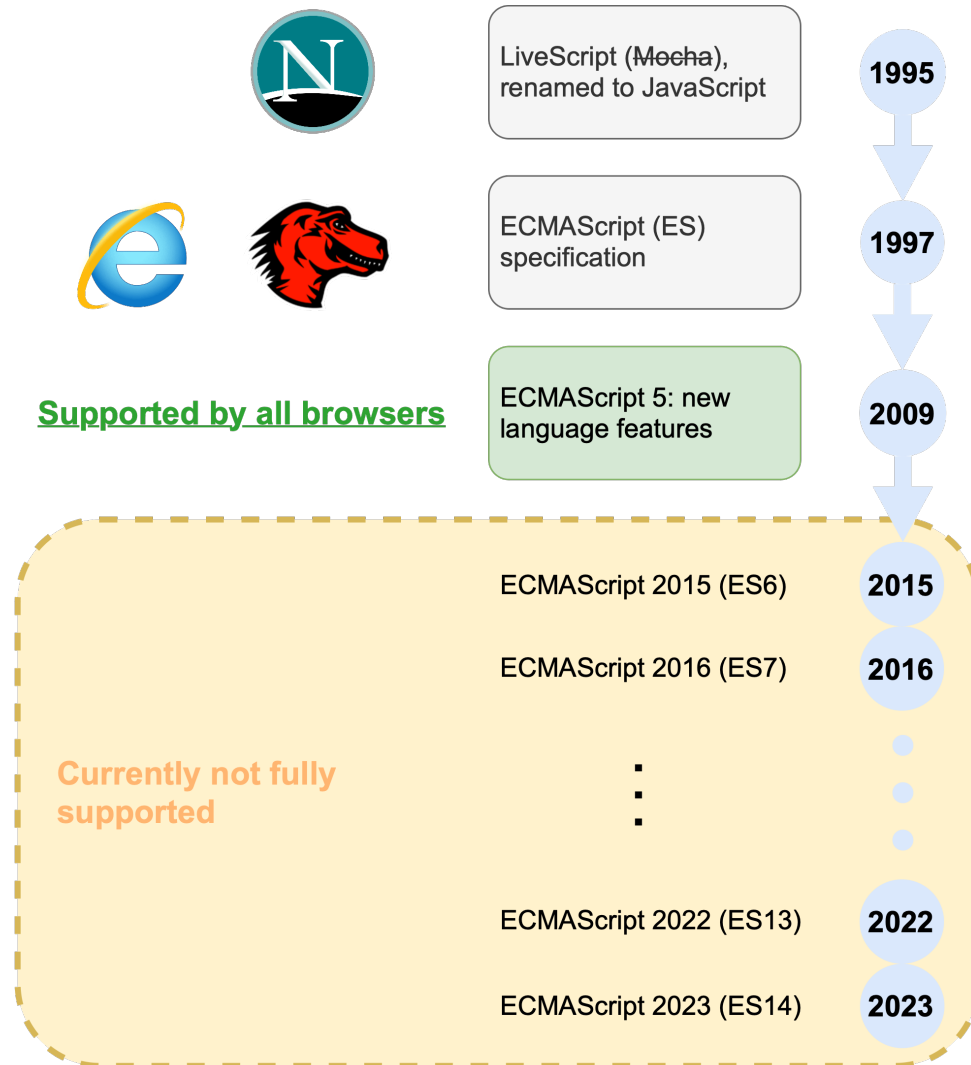 LiveScript (Mocha),
renamed to JavaScript
1995
ECMAScript (ES)
specification
1997
Supported by all browsers
ECMAScript 5: new
language features
2009
ECMAScript 2015 (ES6)
2015
ECMAScript 2016 (ES7)
2016
Currently not fully
supported
ECMAScript 2022 (ES13)
2022
ECMAScript 2023 (ES14)
2023
N
e